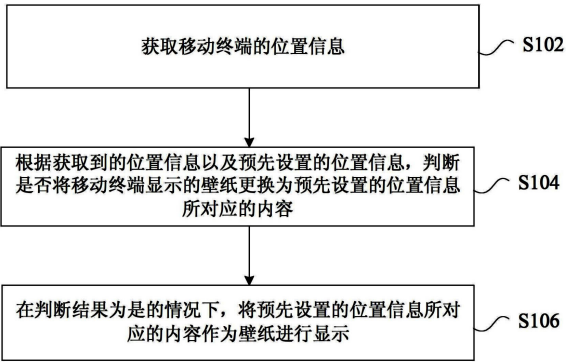 获取移动终端的位置信息
S102
根据获取到的位置信息以及预先设置的位置信息，判断
是否将移动终端显示的壁纸更换为预先设置的位置信息
所对应的内容
S104
在判断结果为是的情况下，将预先设置的位置信息所对
应的内容作为壁纸进行显示
S106